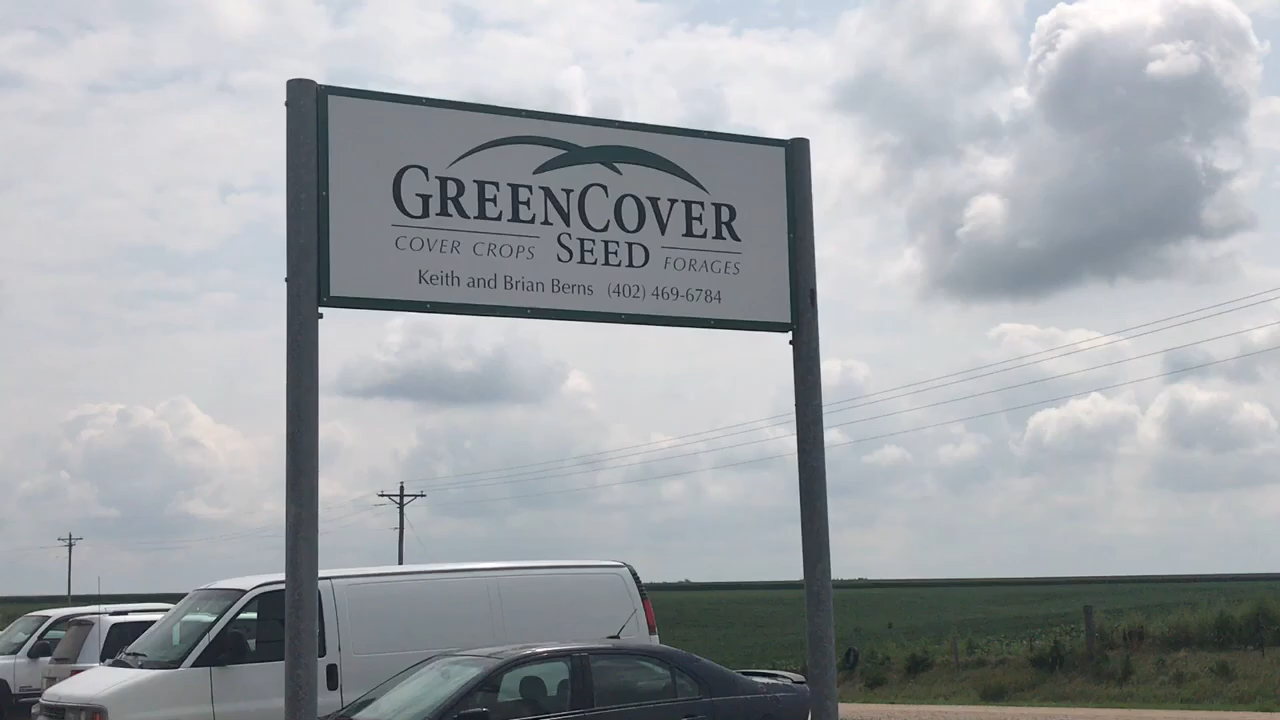 GREENCOVER
COVER CROPS SEED FORAGES
Keith and Brian Berns (402) 469-6784